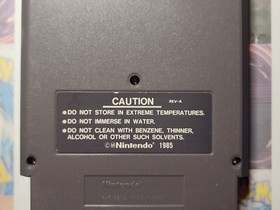 CAUTION REV-A
•DO NOT STORE IN EXTREME TEMPERATURES.
•DO NOT IMMERSE IN WATER.
•DO NOT CLEAN WITH BENZENE, THINNER,
ALCOHOL OR OTHER SUCH SOLVENTS.
©®Nintendo® 1985
Nintendo